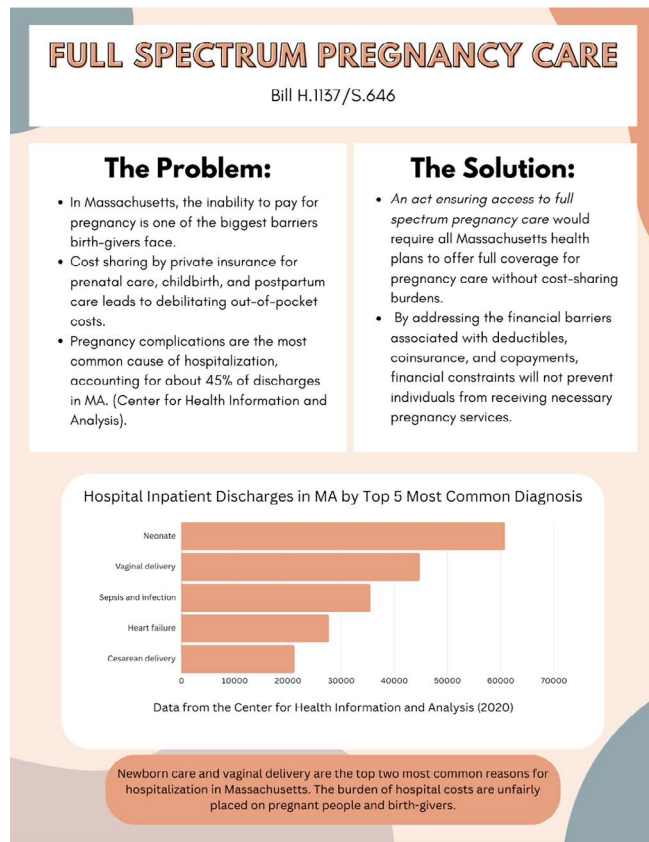 FULL SPECTRUM PREGNANCY CARE
Bill H.1137/S.646
The Problem:
• In Massachusetts, the inability to pay for
pregnancy is one of the biggest barriers
birth-givers face.
• Cost sharing by private insurance for
prenatal care, childbirth, and postpartum
care leads to debilitating out-of-pocket
costs.
• Pregnancy complications are the most
common cause of hospitalization,
accounting for about 45% of discharges
in MA. (Center for Health Information and
Analysis).
The Solution:
• An act ensuring access to full
spectrum pregnancy care would
require all Massachusetts health
plans to offer full coverage for
pregnancy care without cost-sharing
burdens.
• By addressing the financial barriers
associated with deductibles,
coinsurance, and copayments,
financial constraints will not prevent
individuals from receiving necessary
pregnancy services.
Hospital Inpatient Discharges in MA by Top 5 Most Common Diagnosis
Neonate
Vaginal delivery
Sepsis and infection
Heart failure
Cesarean delivery
0 10000 20000 30000 40000 50000 60000 70000
Data from the Center for Health Information and Analysis (2020)
Newborn care and vaginal delivery are the top two most common reasons for
hospitalization in Massachusetts. The burden of hospital costs are unfairly
placed on pregnant people and birth-givers.